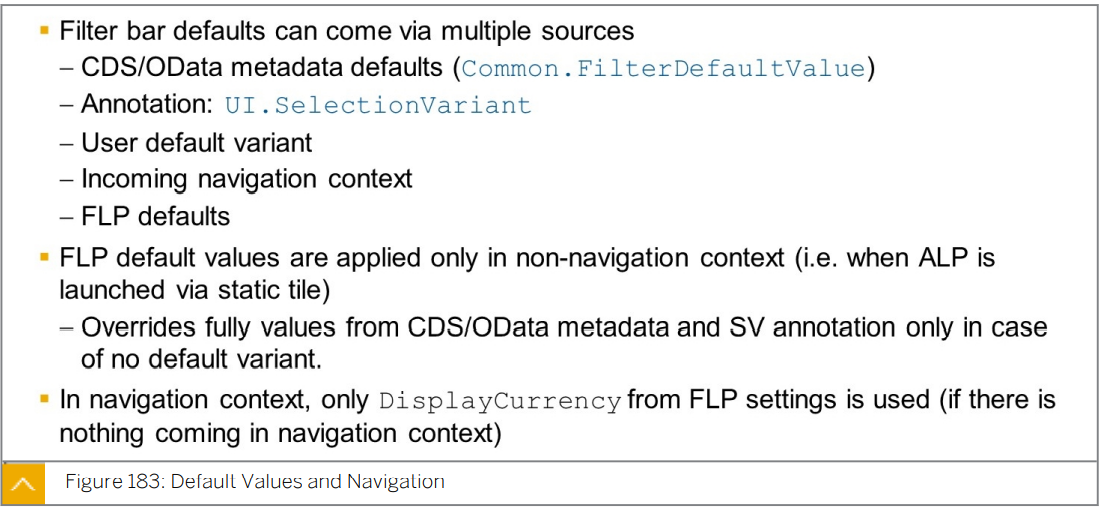 ▪ Filter bar defaults can come via multiple sources
– CDS/OData metadata defaults (Common.FilterDefaultValue)
– Annotation: UI.SelectionVariant
– User default variant
– Incoming navigation context
– FLP defaults
▪ FLP default values are applied only in non-navigation context (i.e. when ALP is
launched via static tile)
– Overrides fully values from CDS/OData metadata and SV annotation only in case
of no default variant.
▪ In navigation context, only DisplayCurrency from FLP settings is used (if there is
nothing coming in navigation context)
Figure 183: Default Values and Navigation